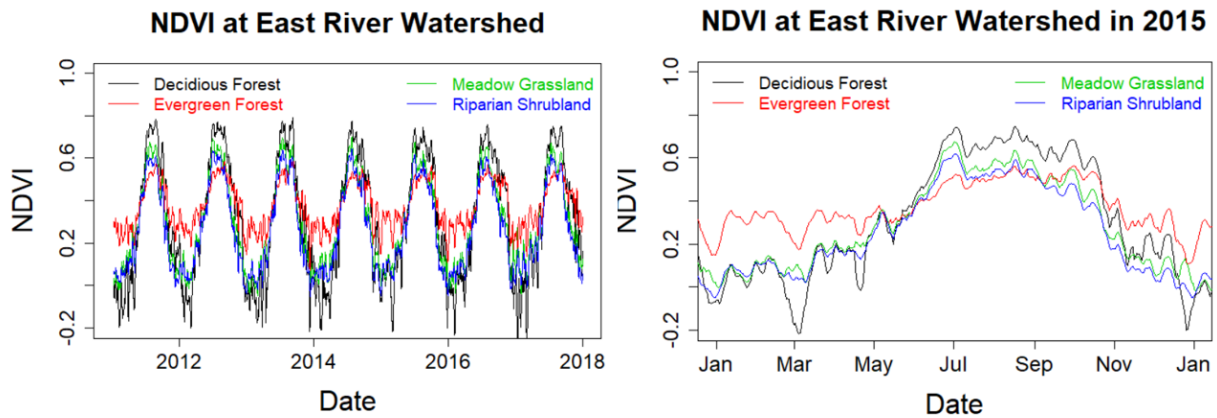 NDVI at East River Watershed
NDVI
1.0
0.6
0.2
-0.2
Decidious Forest
Evergreen Forest
Meadow Grassland
Riparian Shrubland
2012 2014 2016 2018
Date
NDVI at East River Watershed in 2015
NDVI
1.0
0.6
0.2
-0.2
Decidious Forest
Evergreen Forest
Meadow Grassland
Riparian Shrubland
Jan Mar May Jul Sep Nov Jan
Date